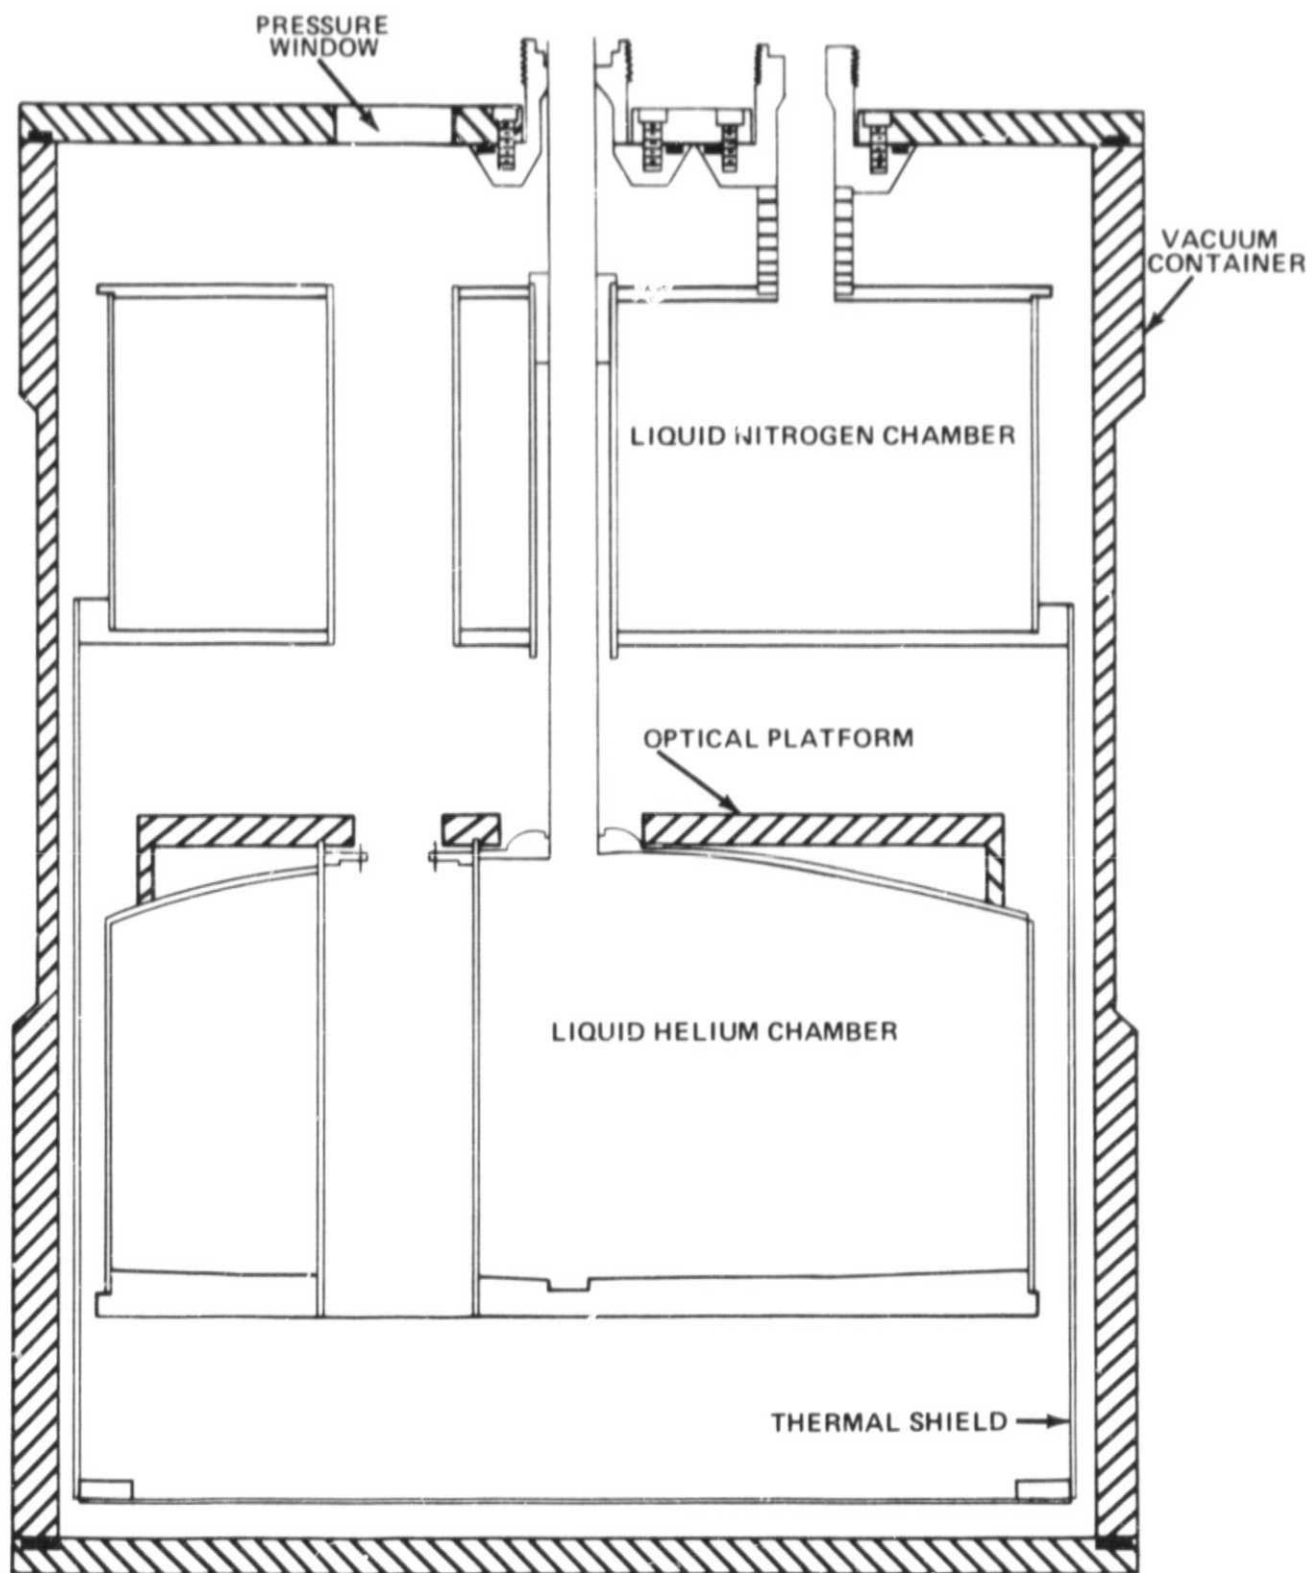 PRESSURE
WINDOW
VACUUM
CONTAINER
LIQUID NITROGEN CHAMBER
OPTICAL PLATFORM
LIQUID HELIUM CHAMBER
THERMAL SHIELD